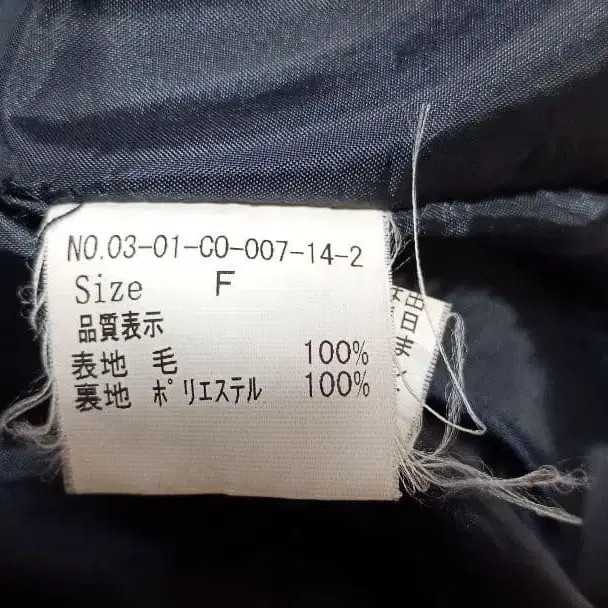 NO.03-01-CO-007-14-2
Size F
品質表示
表地 毛 100%
裏地 ポリエステル 100%